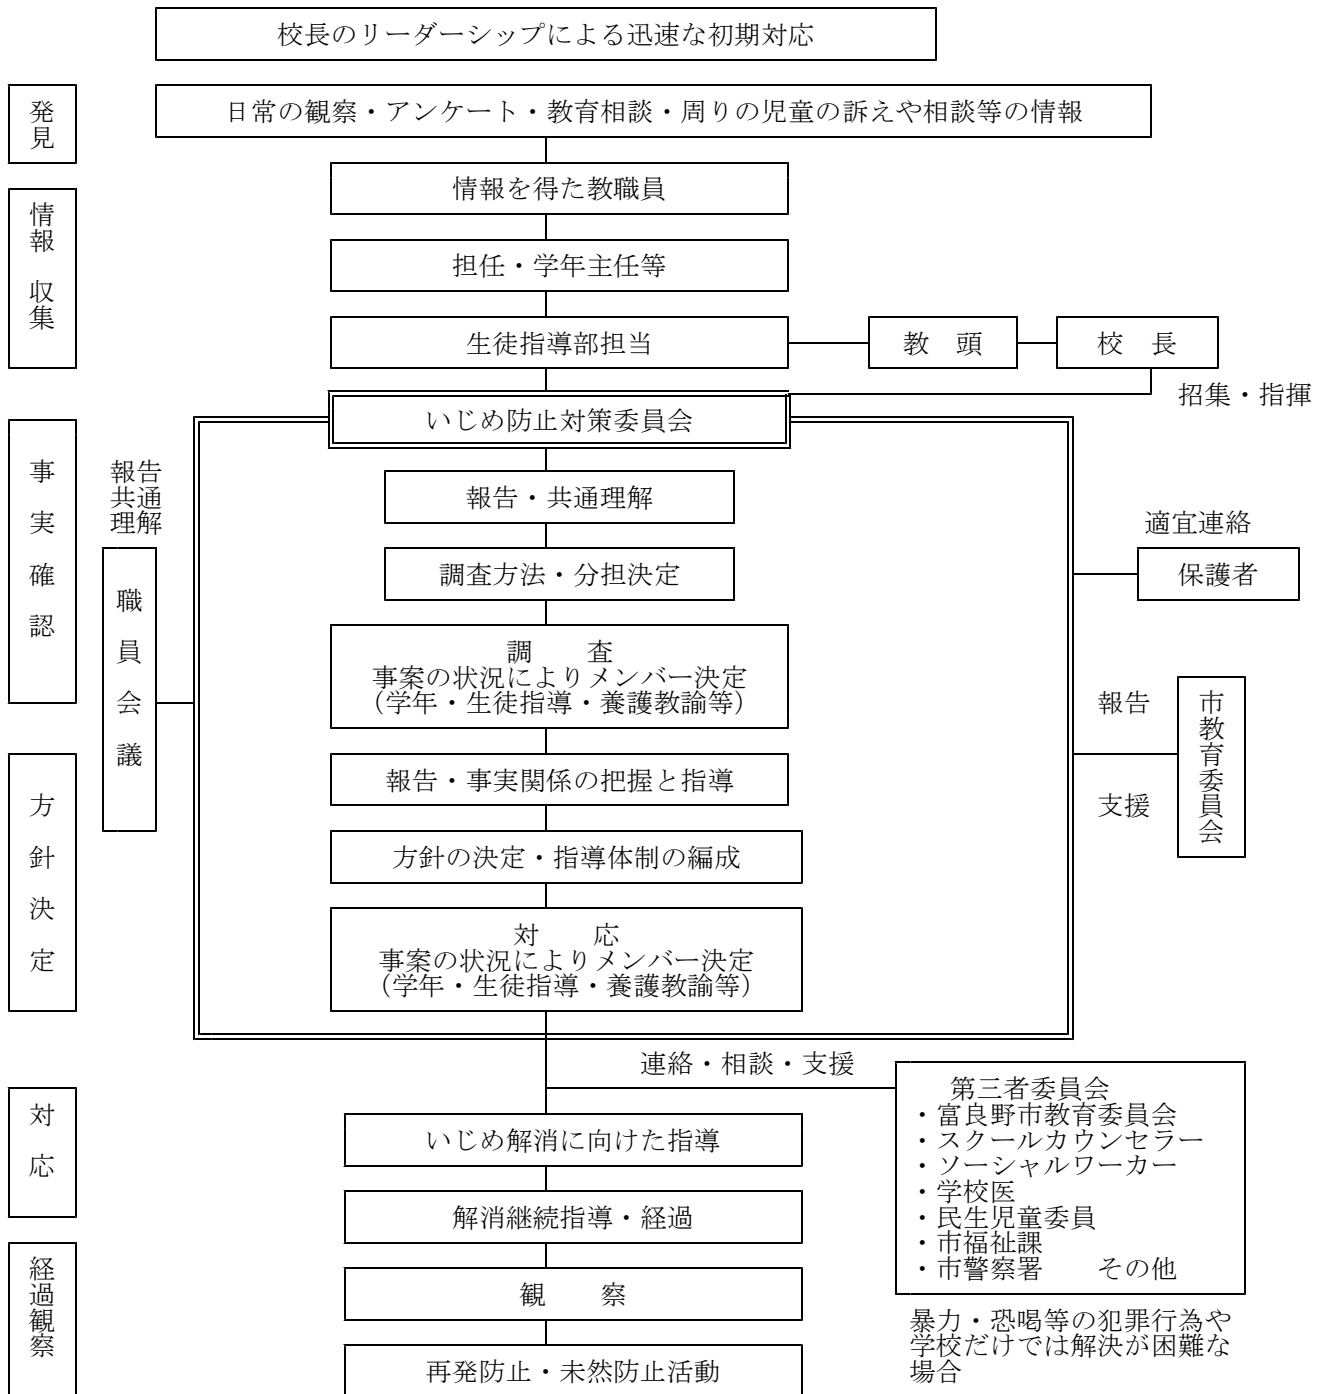 校長のリーダーシップによる迅速な初期対応
発見
日常の観察・アンケート・教育相談・周りの児童の訴えや相談等の情報
情報を得た教職員
情報 収集
担任・学年主任等
生徒指導部担当
教 頭
校 長
招集・指揮
いじめ防止対策委員会
事実確認
報告
共通
理解
報告・共通理解
適宜連絡
調査方法・分担決定
保護者
職員会議
調 査
事案の状況によりメンバー決定
(学年・生徒指導・養護教諭等)
報告
市教育委員会
支援
報告・事実関係の把握と指導
方針決定
方針の決定・指導体制の編成
対 応
事案の状況によりメンバー決定
(学年・生徒指導・養護教諭等)
連絡・相談・支援
第三者委員会
・富良野市教育委員会
・スクールカウンセラー
・ソーシャルワーカー
・学校医
・民生児童委員
・市福祉課
・市警察署 その他
対応
いじめ解消に向けた指導
解消継続指導・経過
経過観察
観 察
暴力・恐喝等の犯罪行為や
学校だけでは解決が困難な
場合
再発防止・未然防止活動